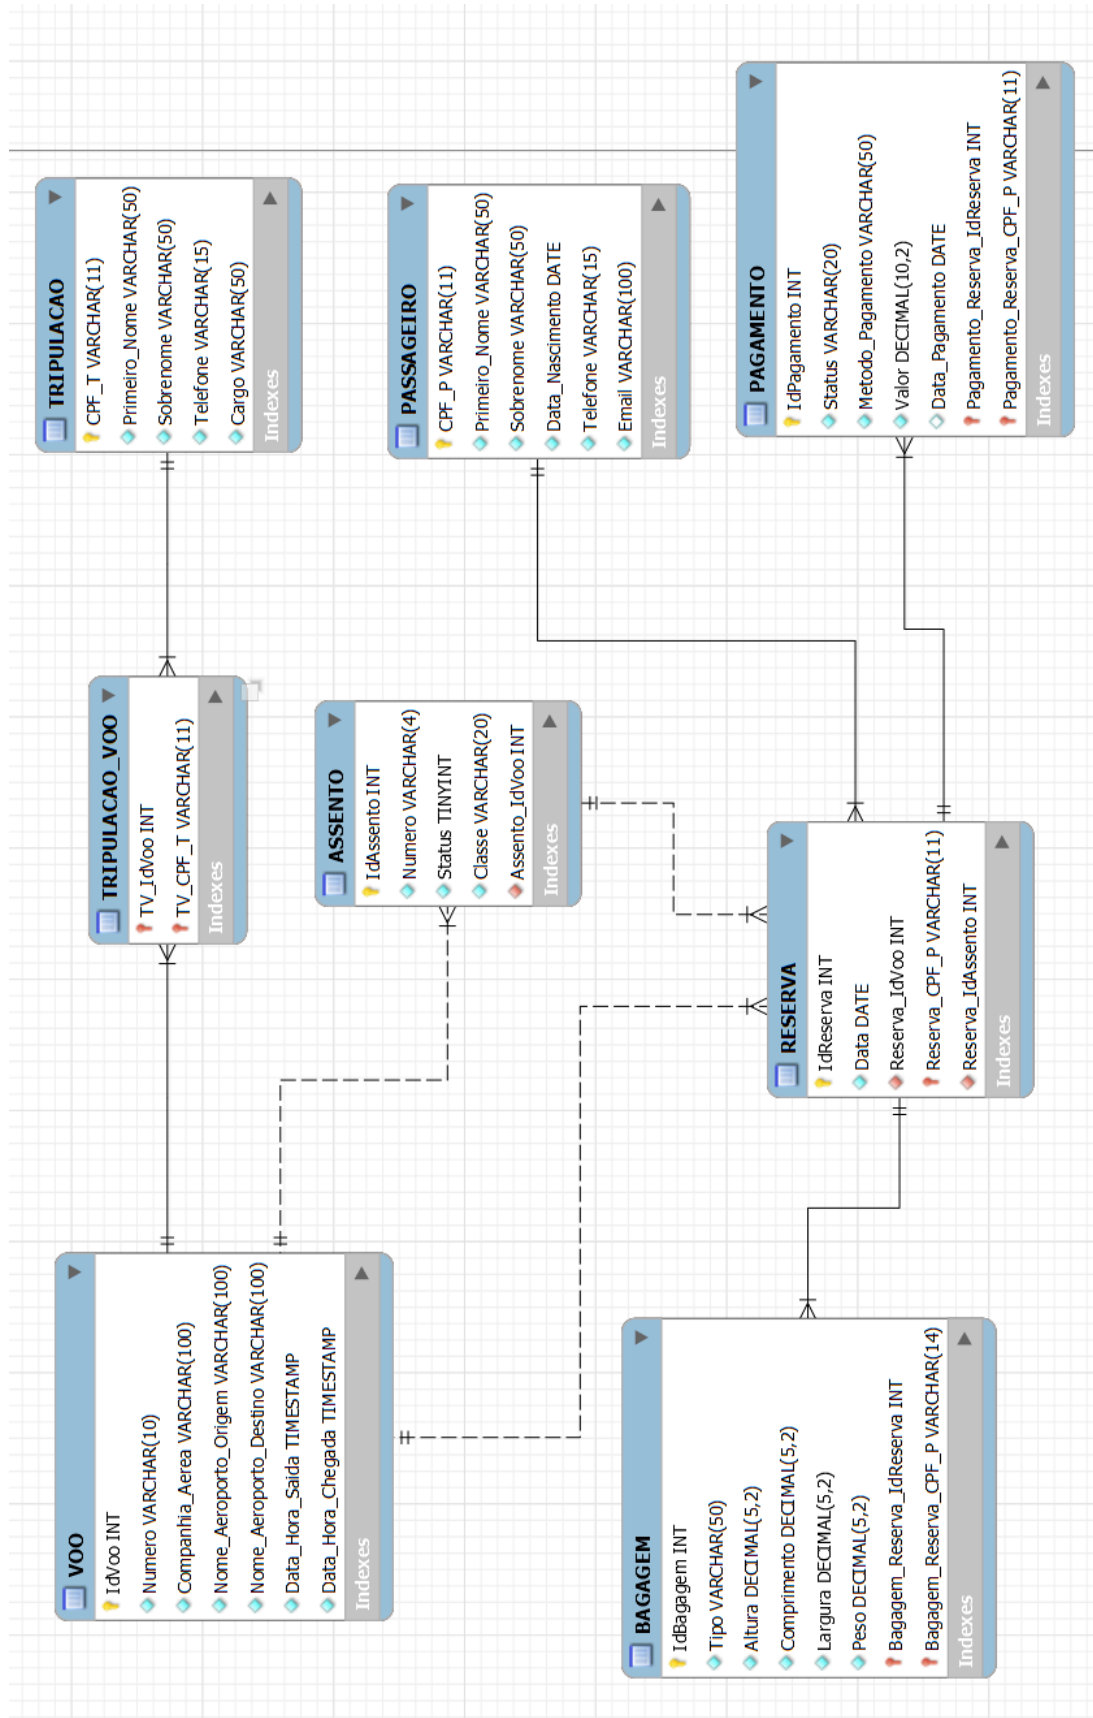 VOO
IdVoo INT
Numero VARCHAR(10)
Companhia_Aerea VARCHAR(100)
Nome_Aeroporto_Origem VARCHAR(100)
Nome_Aeroporto_Destino VARCHAR(100)
Data_Hora_Saida TIMESTAMP
Data_Hora_Chegada TIMESTAMP
Indexes
TRIPULACAO_VOO
TV_IdVoo INT
TV_CPF_T VARCHAR(11)
Indexes
TRIPULACAO
CPF_T VARCHAR(11)
Primeiro_Nome VARCHAR(50)
Sobrenome VARCHAR(50)
Telefone VARCHAR(15)
Cargo VARCHAR(50)
Indexes
ASSENTO
IdAssento INT
Numero VARCHAR(4)
Status TINYINT
Classe VARCHAR(20)
Assento_IdVoo INT
Indexes
PASSAGEIRO
CPF_P VARCHAR(11)
Primeiro_Nome VARCHAR(50)
Sobrenome VARCHAR(50)
Data_Nascimento DATE
Telefone VARCHAR(15)
Email VARCHAR(100)
Indexes
BAGAGEM
IdBagagem INT
Tipo VARCHAR(50)
Altura DECIMAL(5,2)
Comprimento DECIMAL(5,2)
Largura DECIMAL(5,2)
Peso DECIMAL(5,2)
Bagagem_Reserva_IdReserva INT
Bagagem_Reserva_CPF_P VARCHAR(14)
Indexes
RESERVA
IdReserva INT
Data DATE
Reserva_IdVoo INT
Reserva_CPF_P VARCHAR(11)
Reserva_IdAssento INT
Indexes
PAGAMENTO
IdPagamento INT
Status VARCHAR(20)
Metodo_Pagamento VARCHAR(50)
Valor DECIMAL(10,2)
Data_Pagamento DATE
Pagamento_Reserva_IdReserva INT
Pagamento_Reserva_CPF_P VARCHAR(11)
Indexes